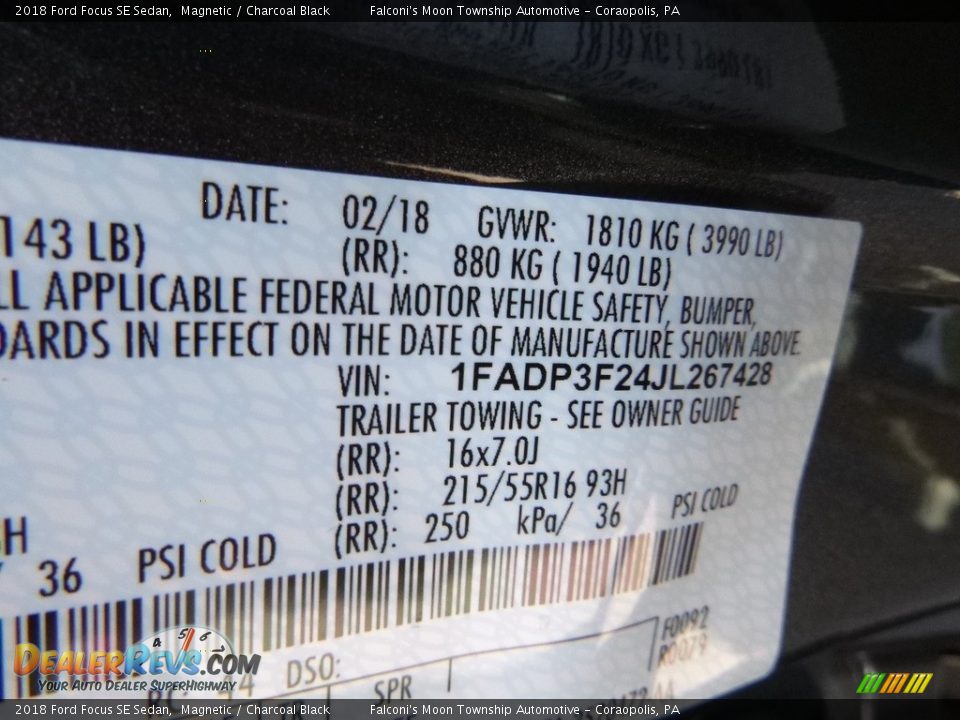 2018 Ford Focus SE Sedan, Magnetic / Charcoal Black Falconi's Moon Township Automotive - Coraopolis, PA
DATE: 02/18 GVWR: 1810 KG ( 3990 LB)
143 LB) (RR): 880 KG ( 1940 LB)
LL APPLICABLE FEDERAL MOTOR VEHICLE SAFETY, BUMPER,
DARDS IN EFFECT ON THE DATE OF MANUFACTURE SHOWN ABOVE.
VIN: 1FADP3F24JL267428
TRAILER TOWING - SEE OWNER GUIDE
(RR): 16x7.0J
(RR): 215/55R16 93H
H (RR): 250 kPa/ 36 PSI COLD
36 PSI COLD
F0092
R0079
DSO:
SPR
DEALERREVS.COM
YOUR AUTO DEALER SUPERHIGHWAY
2018 Ford Focus SE Sedan, Magnetic / Charcoal Black Falconi's Moon Township Automotive - Coraopolis, PA